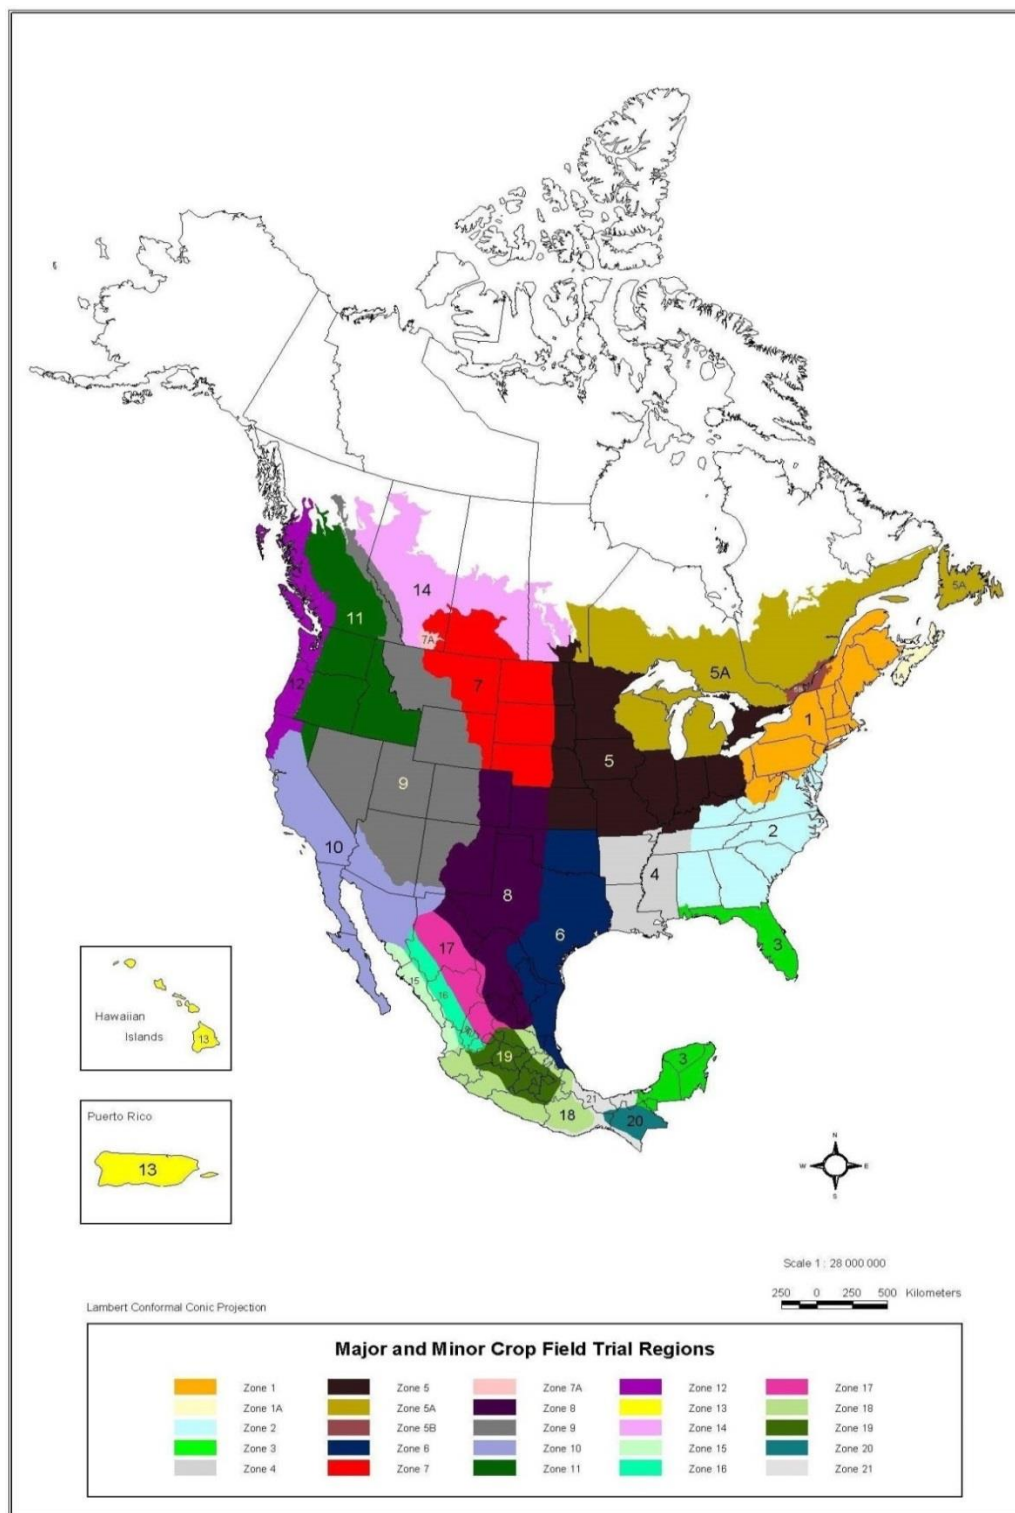 5A
14
11
7A
5A
1A
7
5A
5B
12
1
5
9
2
10
4
8
6
3
17
15
16
Hawaiian
Islands
13
3
19
21
18
20
Puerto Rico
13
N
W
E
S
Scale 1 : 28 000 000
250 0 250 500 Kilometers
Lambert Conformal Conic Projection
Major and Minor Crop Field Trial Regions
Zone 1 Zone 5 Zone 7A Zone 12 Zone 17
Zone 1A Zone 5A Zone 8 Zone 13 Zone 18
Zone 2 Zone 5B Zone 9 Zone 14 Zone 19
Zone 3 Zone 6 Zone 10 Zone 15 Zone 20
Zone 4 Zone 7 Zone 11 Zone 16 Zone 21